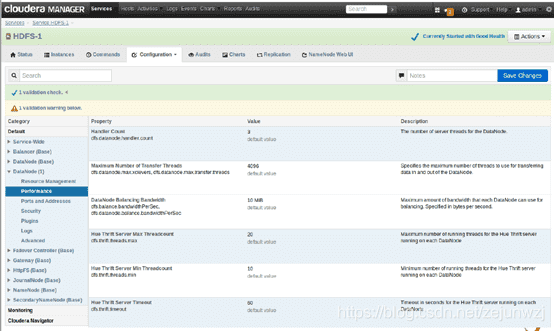 cloudera MANAGER Services Hosts Activities Logs Events Charts Reports Audits Search Support Help admin
Services Service HDFS-1
HDFS-1 Currently Started with Good Health Actions
Status Instances Commands Configuration Audits Charts Replication NameNode Web UI
Search Notes Save Changes
1 validation check.
1 validation warning below.
Category Property Value Description
Default
Service-Wide
Balancer (Base)
DataNode (Base)
DataNode (1)
Resource Management
Performance
Ports and Addresses
Security
Plugins
Logs
Advanced
Failover Controller (Base)
Gateway (Base)
HttpFS (Base)
JournalNode (Base)
NameNode (Base)
SecondaryNameNode (Base)
Monitoring
Cloudera Navigator
Handler Count
dfs.datanode.handler.count
3
default value
The number of server threads for the DataNode.
Maximum Number of Transfer Threads
dfs.datanode.max.xcievers, dfs.datanode.max.transfer.threads
4096
default value
Specifies the maximum number of threads to use for transferring
data in and out of the DataNode.
DataNode Balancing Bandwidth
dfs.balance.bandwidthPerSec,
dfs.datanode.balance.bandwidthPerSec
10 MiB
default value
Maximum amount of bandwidth that each DataNode can use for
balancing. Specified in bytes per second.
Hue Thrift Server Max Threadcount
dfs.thrift.threads.max
20
default value
Maximum number of running threads for the Hue Thrift server
running on each DataNode
Hue Thrift Server Min Threadcount
dfs.thrift.threads.min
10
default value
Minimum number of running threads for the Hue Thrift server
running on each DataNode
Hue Thrift Server Timeout
dfs.thrift.timeout
60
default value
Timeout in seconds for the Hue Thrift server running on each
DataNode
https://blog.csdn.net/zejunwzj